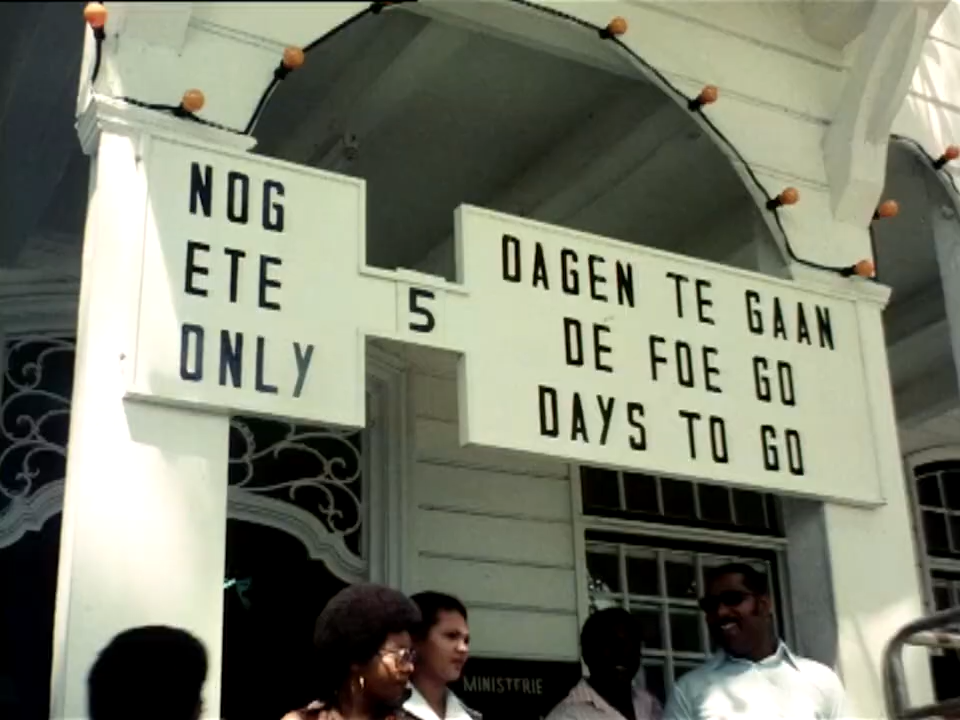 NOG
ETE
ONLY
5
DAGEN TE GAAN
DE FOE GO
DAYS TO GO
MINISTERIE